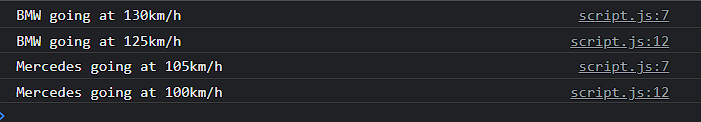 BMW going at 130km/h script.js:7
BMW going at 125km/h script.js:12
Mercedes going at 105km/h script.js:7
Mercedes going at 100km/h script.js:12